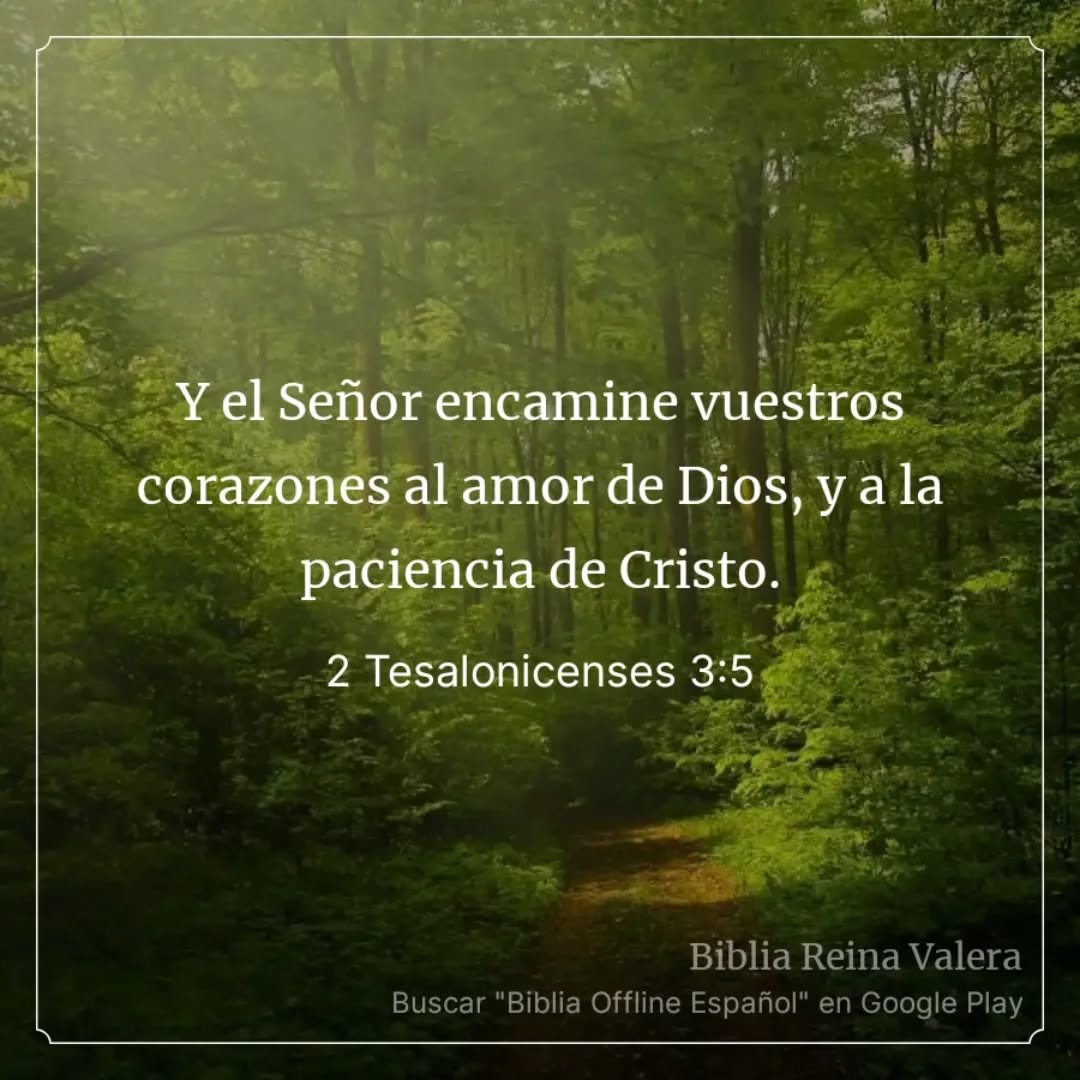 Y el Señor encamine vuestros
corazones al amor de Dios, y a la
paciencia de Cristo.
2 Tesalonicenses 3:5
Biblia Reina Valera
Buscar "Biblia Offline Español" en Google Play